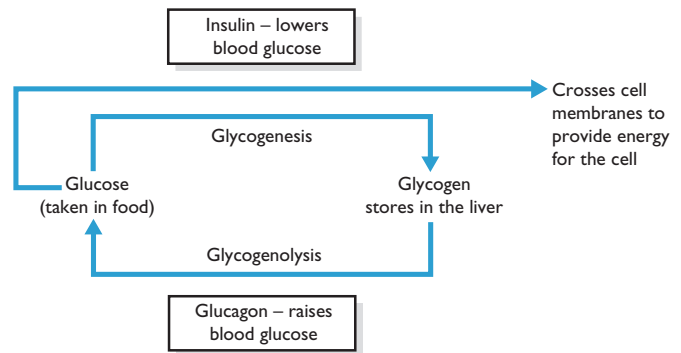 Insulin – lowers
blood glucose
Crosses cell
membranes to
provide energy
for the cell
Glycogenesis
Glucose
(taken in food)
Glycogen
stores in the liver
Glycogenolysis
Glucagon – raises
blood glucose